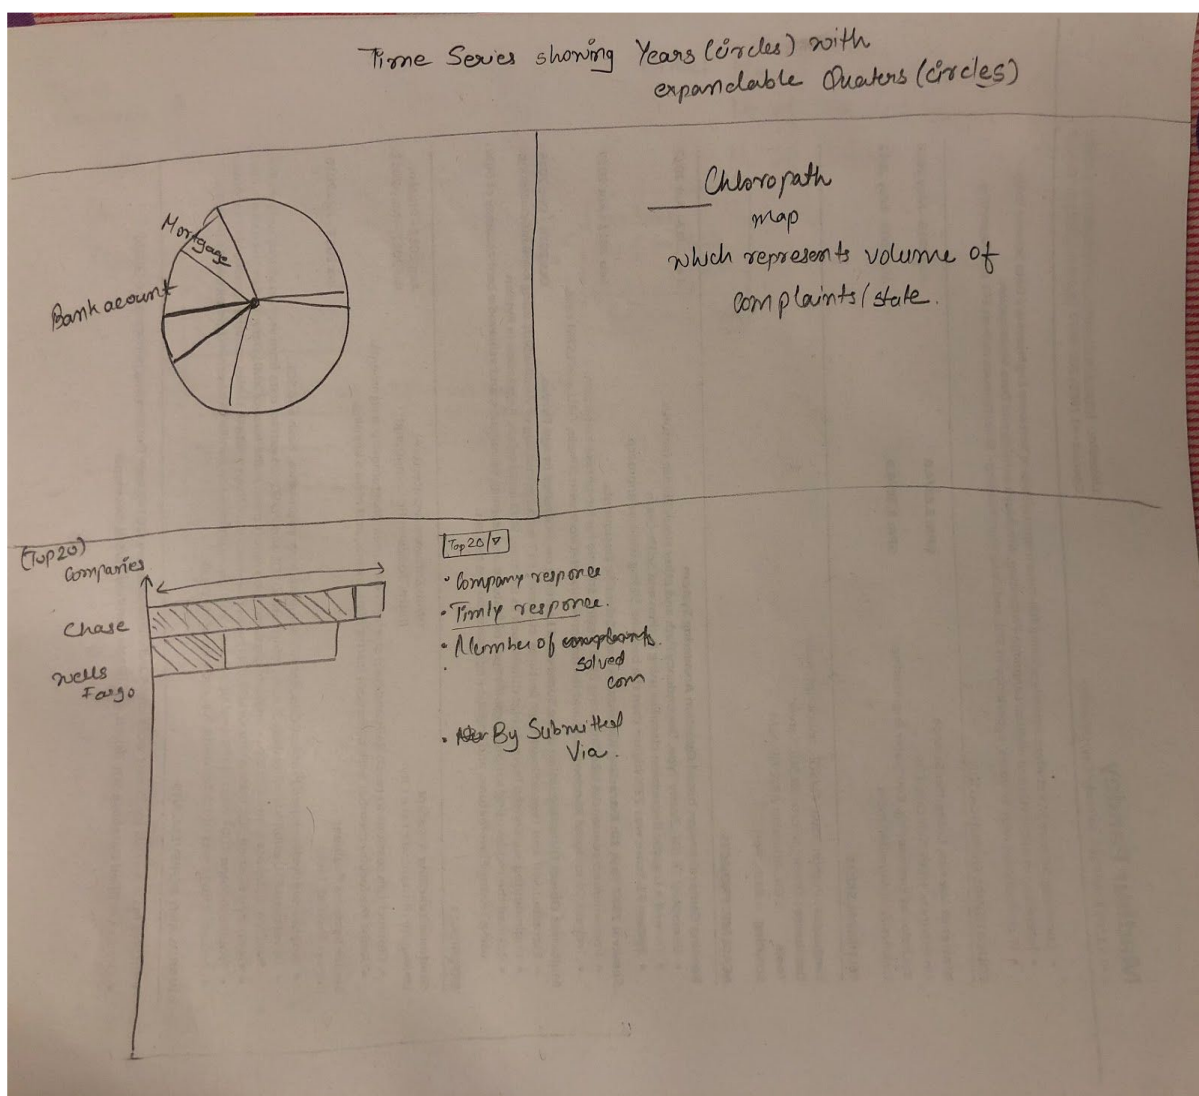 Time Series showing Years (circles) with
expandable Quaters (circles)
Chloropath
map
which represents volume of
complaints/state.
Mortgage
Bank acount
(Top 20)
Companies
Chase
Wells
Fargo
Top 20
• Company responce
• Timly responce.
• Number of complaints.
solved
com
• By Submitted
Via.